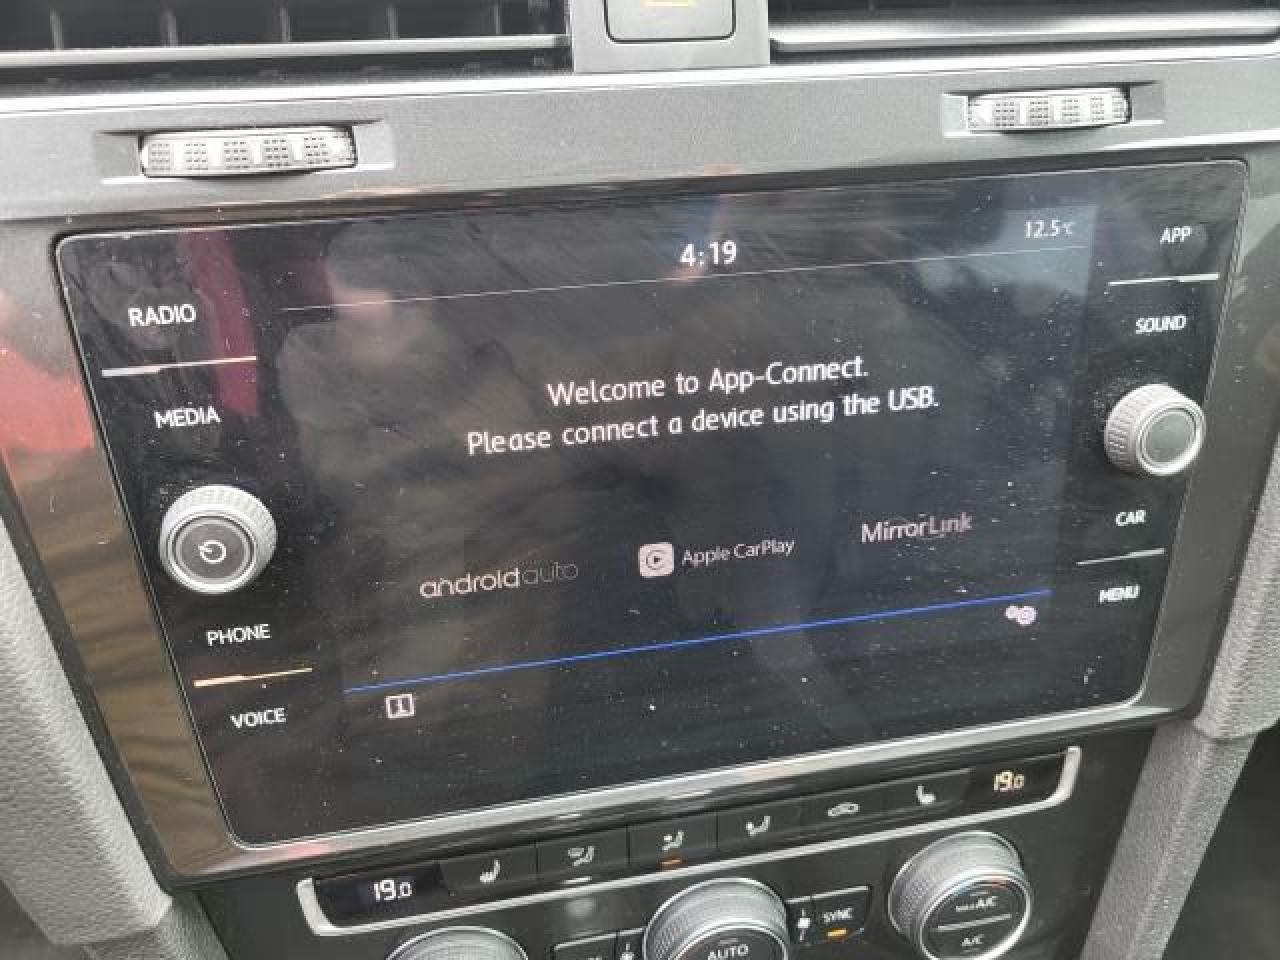 4:19
12.5°C
APP
RADIO
SOUND
MEDIA
Welcome to App-Connect.
Please connect a device using the USB.
CAR
androidauto
Apple CarPlay
MirrorLink
PHONE
MENU
VOICE
19.0
19.0
SYNC
AUTO
A/C
A/C